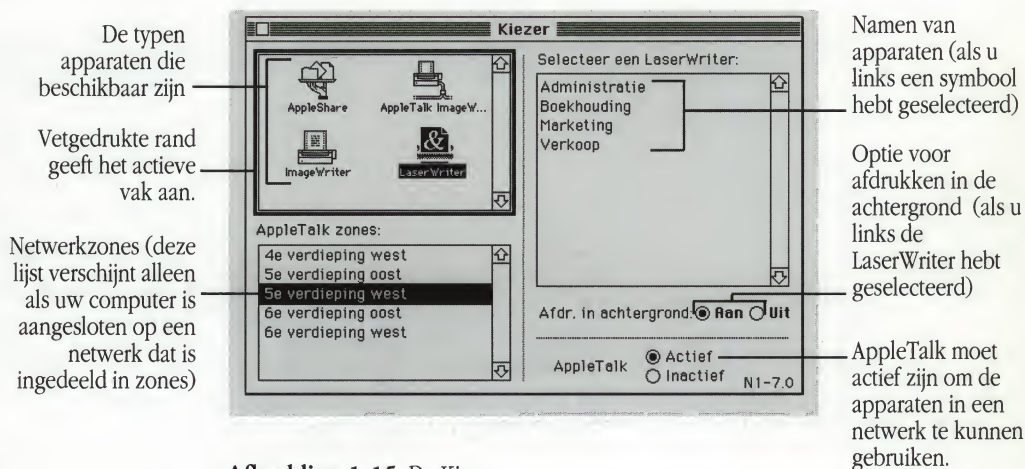 De typen
apparaten die
beschikbaar zijn
Vetgedrukte rand
geeft het actieve
vak aan.
Netwerkzones (deze
lijst verschijnt alleen
als uw computer is
aangesloten op een
netwerk dat is
ingedeeld in zones)
Kiezer
AppleShare
AppleTalk ImageW...
ImageWriter
LaserWriter
AppleTalk zones:
4e verdieping west
5e verdieping oost
5e verdieping west
6e verdieping oost
6e verdieping west
Selecteer een LaserWriter:
Administratie
Boekhouding
Marketing
Verkoop
Afdr. in achtergrond: Aan Uit
AppleTalk Actief
Inactief
N1-7.0
Namen van
apparaten (als u
links een symbool
hebt geselecteerd)
Optie voor
afdrukken in de
achtergrond (als u
links de
LaserWriter hebt
geselecteerd)
AppleTalk moet
actief zijn om de
apparaten in een
netwerk te kunnen
gebruiken.